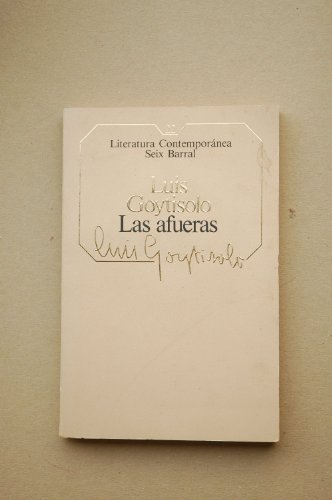 Literatura Contemporánea
Seix Barral
Luis
Goytisolo
Las afueras
Luis Goytisolo